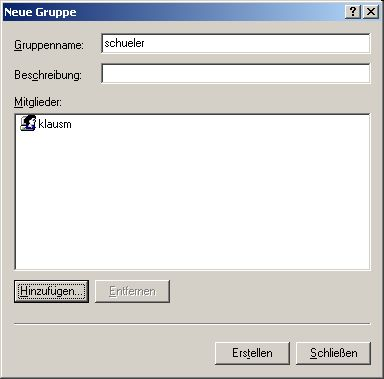 Neue Gruppe
Gruppenname: schueler
Beschreibung:
Mitglieder:
klausm
Hinzufügen... Entfernen
Erstellen Schließen